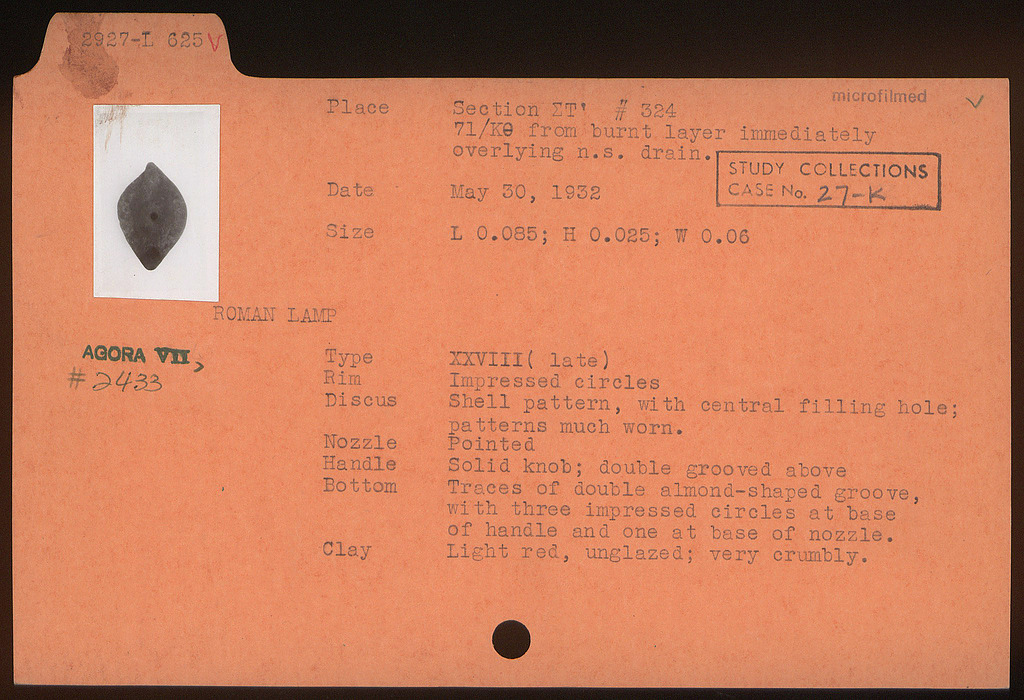 2927-L 625 V
microfilmed
Place Section ΣΤ' # 324
71/ΚΘ from burnt layer immediately
overlying n.s. drain.
STUDY COLLECTIONS
CASE No. 27-K
Date May 30, 1932
Size L 0.085; H 0.025; W 0.06
ROMAN LAMP
AGORA VII,
# 2433
Type XXVIII( late)
Rim Impressed circles
Discus Shell pattern, with central filling hole;
patterns much worn.
Nozzle Pointed
Handle Solid knob; double grooved above
Bottom Traces of double almond-shaped groove,
with three impressed circles at base
of handle and one at base of nozzle.
Clay Light red, unglazed; very crumbly.